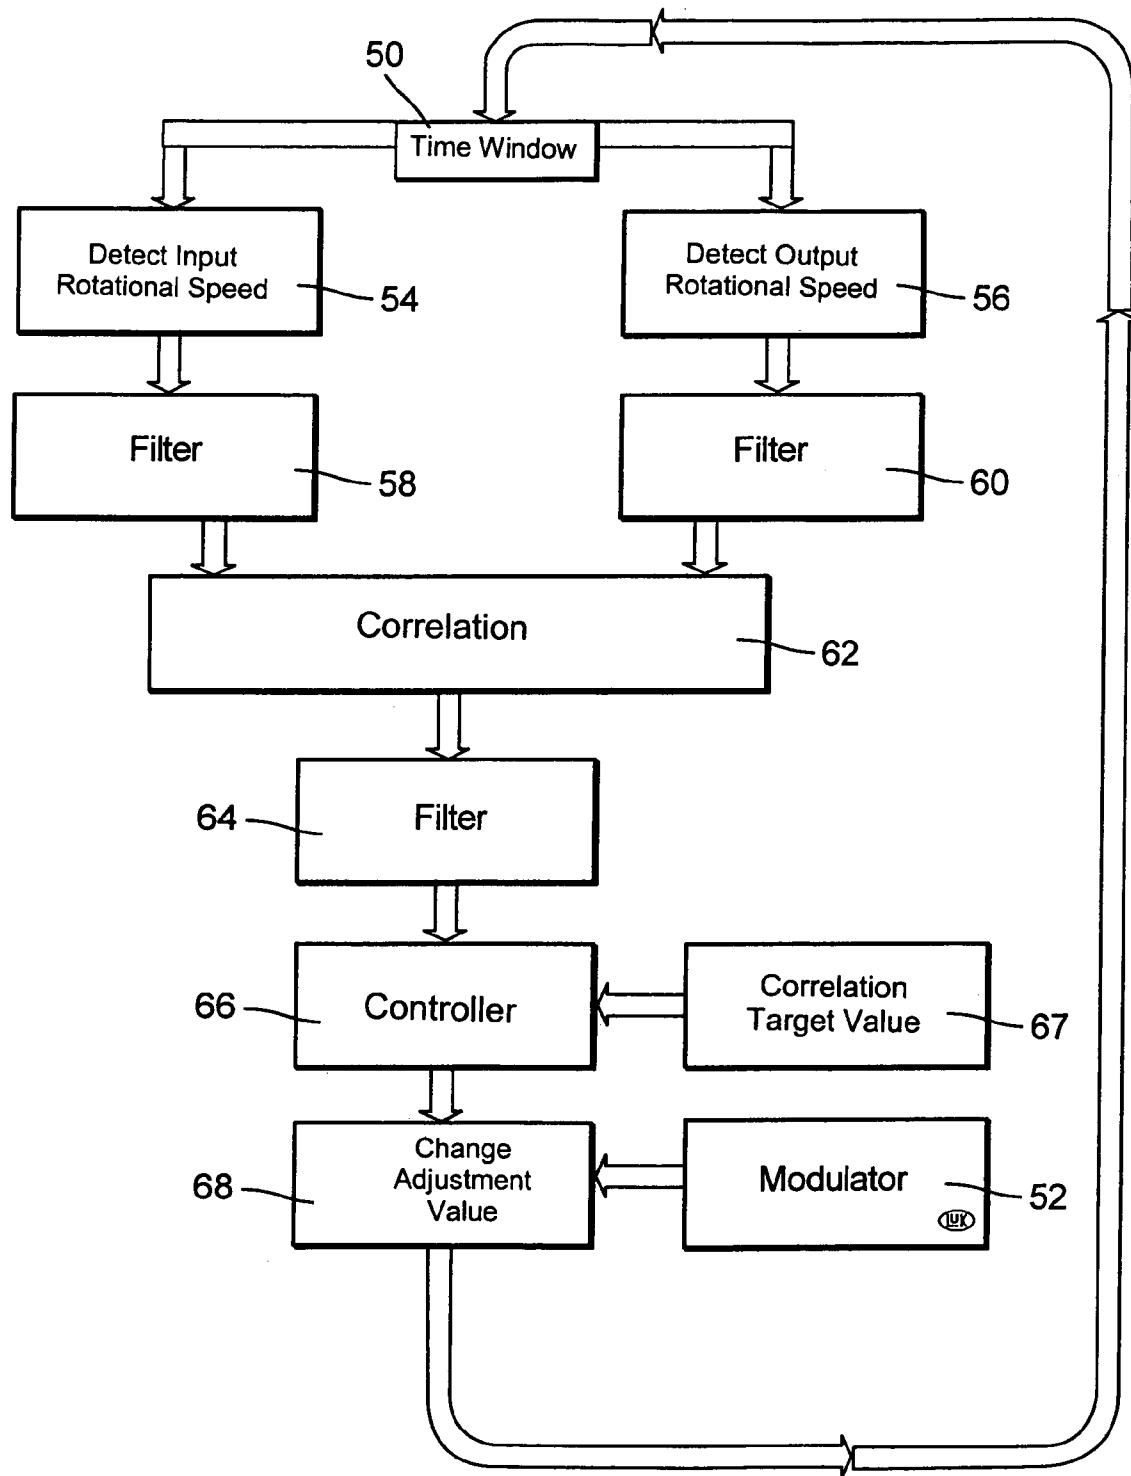 50
Time Window
Detect Input
Rotational Speed
54
Detect Output
Rotational Speed
56
Filter
58
Filter
60
Correlation
62
Filter
64
Controller
66
Correlation
Target Value
67
Change
Adjustment
Value
68
Modulator
52
LUK